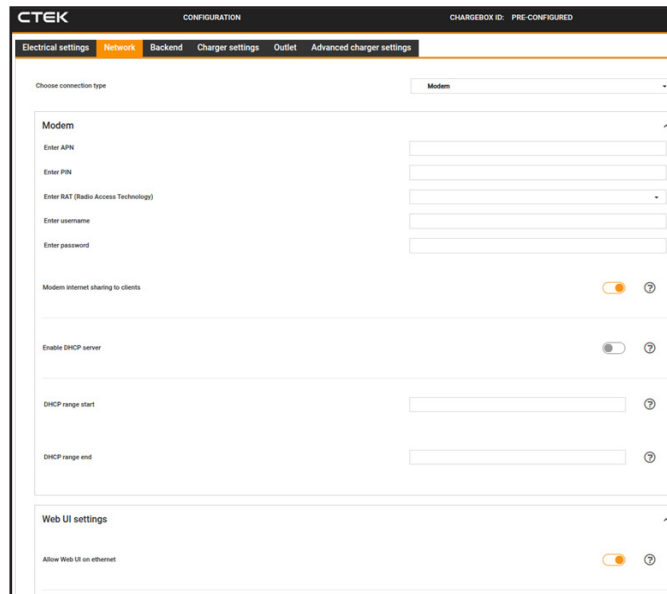 CTEK CONFIGURATION CHARGEBOX ID: PRE-CONFIGURED
Electrical settings Network Backend Charger settings Outlet Advanced charger settings
Choose connection type Modem
Modem
Enter APN
Enter PIN
Enter RAT (Radio Access Technology)
Enter username
Enter password
Modem internet sharing to clients ?
Enable DHCP server ?
DHCP range start ?
DHCP range end ?
Web UI settings
Allow Web UI on ethernet ?